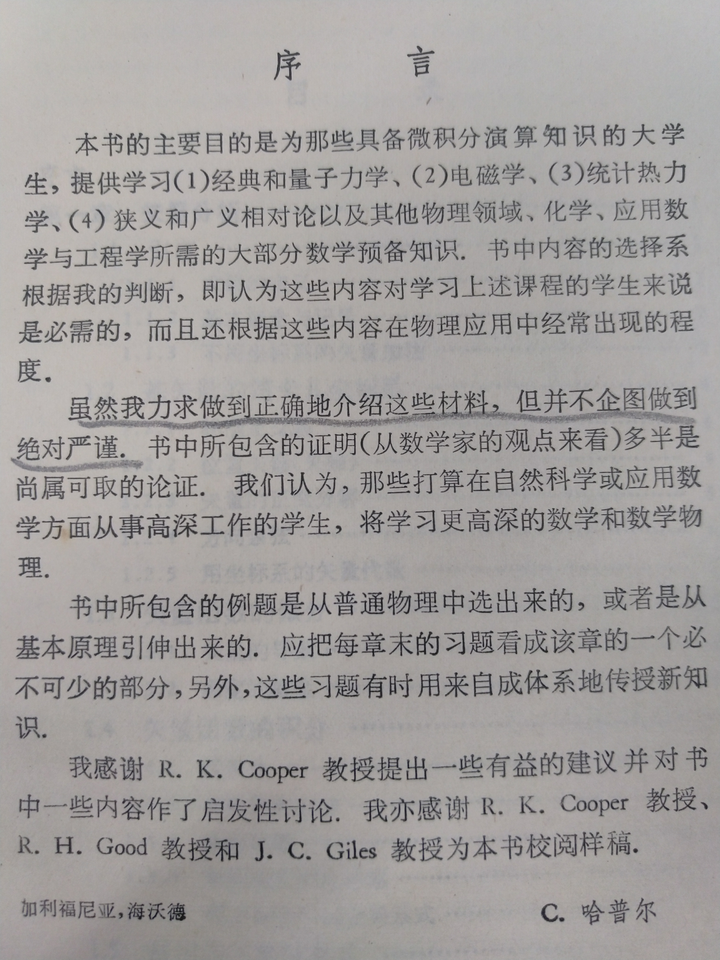 序 言
本书的主要目的是为那些具备微积分演算知识的大学
生，提供学习(1)经典和量子力学、(2)电磁学、(3)统计热力
学、(4) 狭义和广义相对论以及其他物理领域、化学、应用数
学与工程学所需的大部分数学预备知识. 书中内容的选择系
根据我的判断，即认为这些内容对学习上述课程的学生来说
是必需的，而且还根据这些内容在物理应用中经常出现的程
度.
虽然我力求做到正确地介绍这些材料，但并不企图做到
绝对严谨. 书中所包含的证明(从数学家的观点来看)多半是
尚属可取的论证. 我们认为，那些打算在自然科学或应用数
学方面从事高深工作的学生，将学习更高深的数学和数学物
理.
书中所包含的例题是从普通物理中选出来的，或者是从
基本原理引伸出来的. 应把每章末的习题看成该章的一个必
不可少的部分，另外，这些习题有时用来自成体系地传授新知
识.
我感谢 R. K. Cooper 教授提出一些有益的建议并对书
中一些内容作了启发性讨论. 我亦感谢 R. K. Cooper 教授、
R. H. Good 教授和 J. C. Giles 教授为本书校阅样稿.
加利福尼亚，海沃德 C. 哈普尔